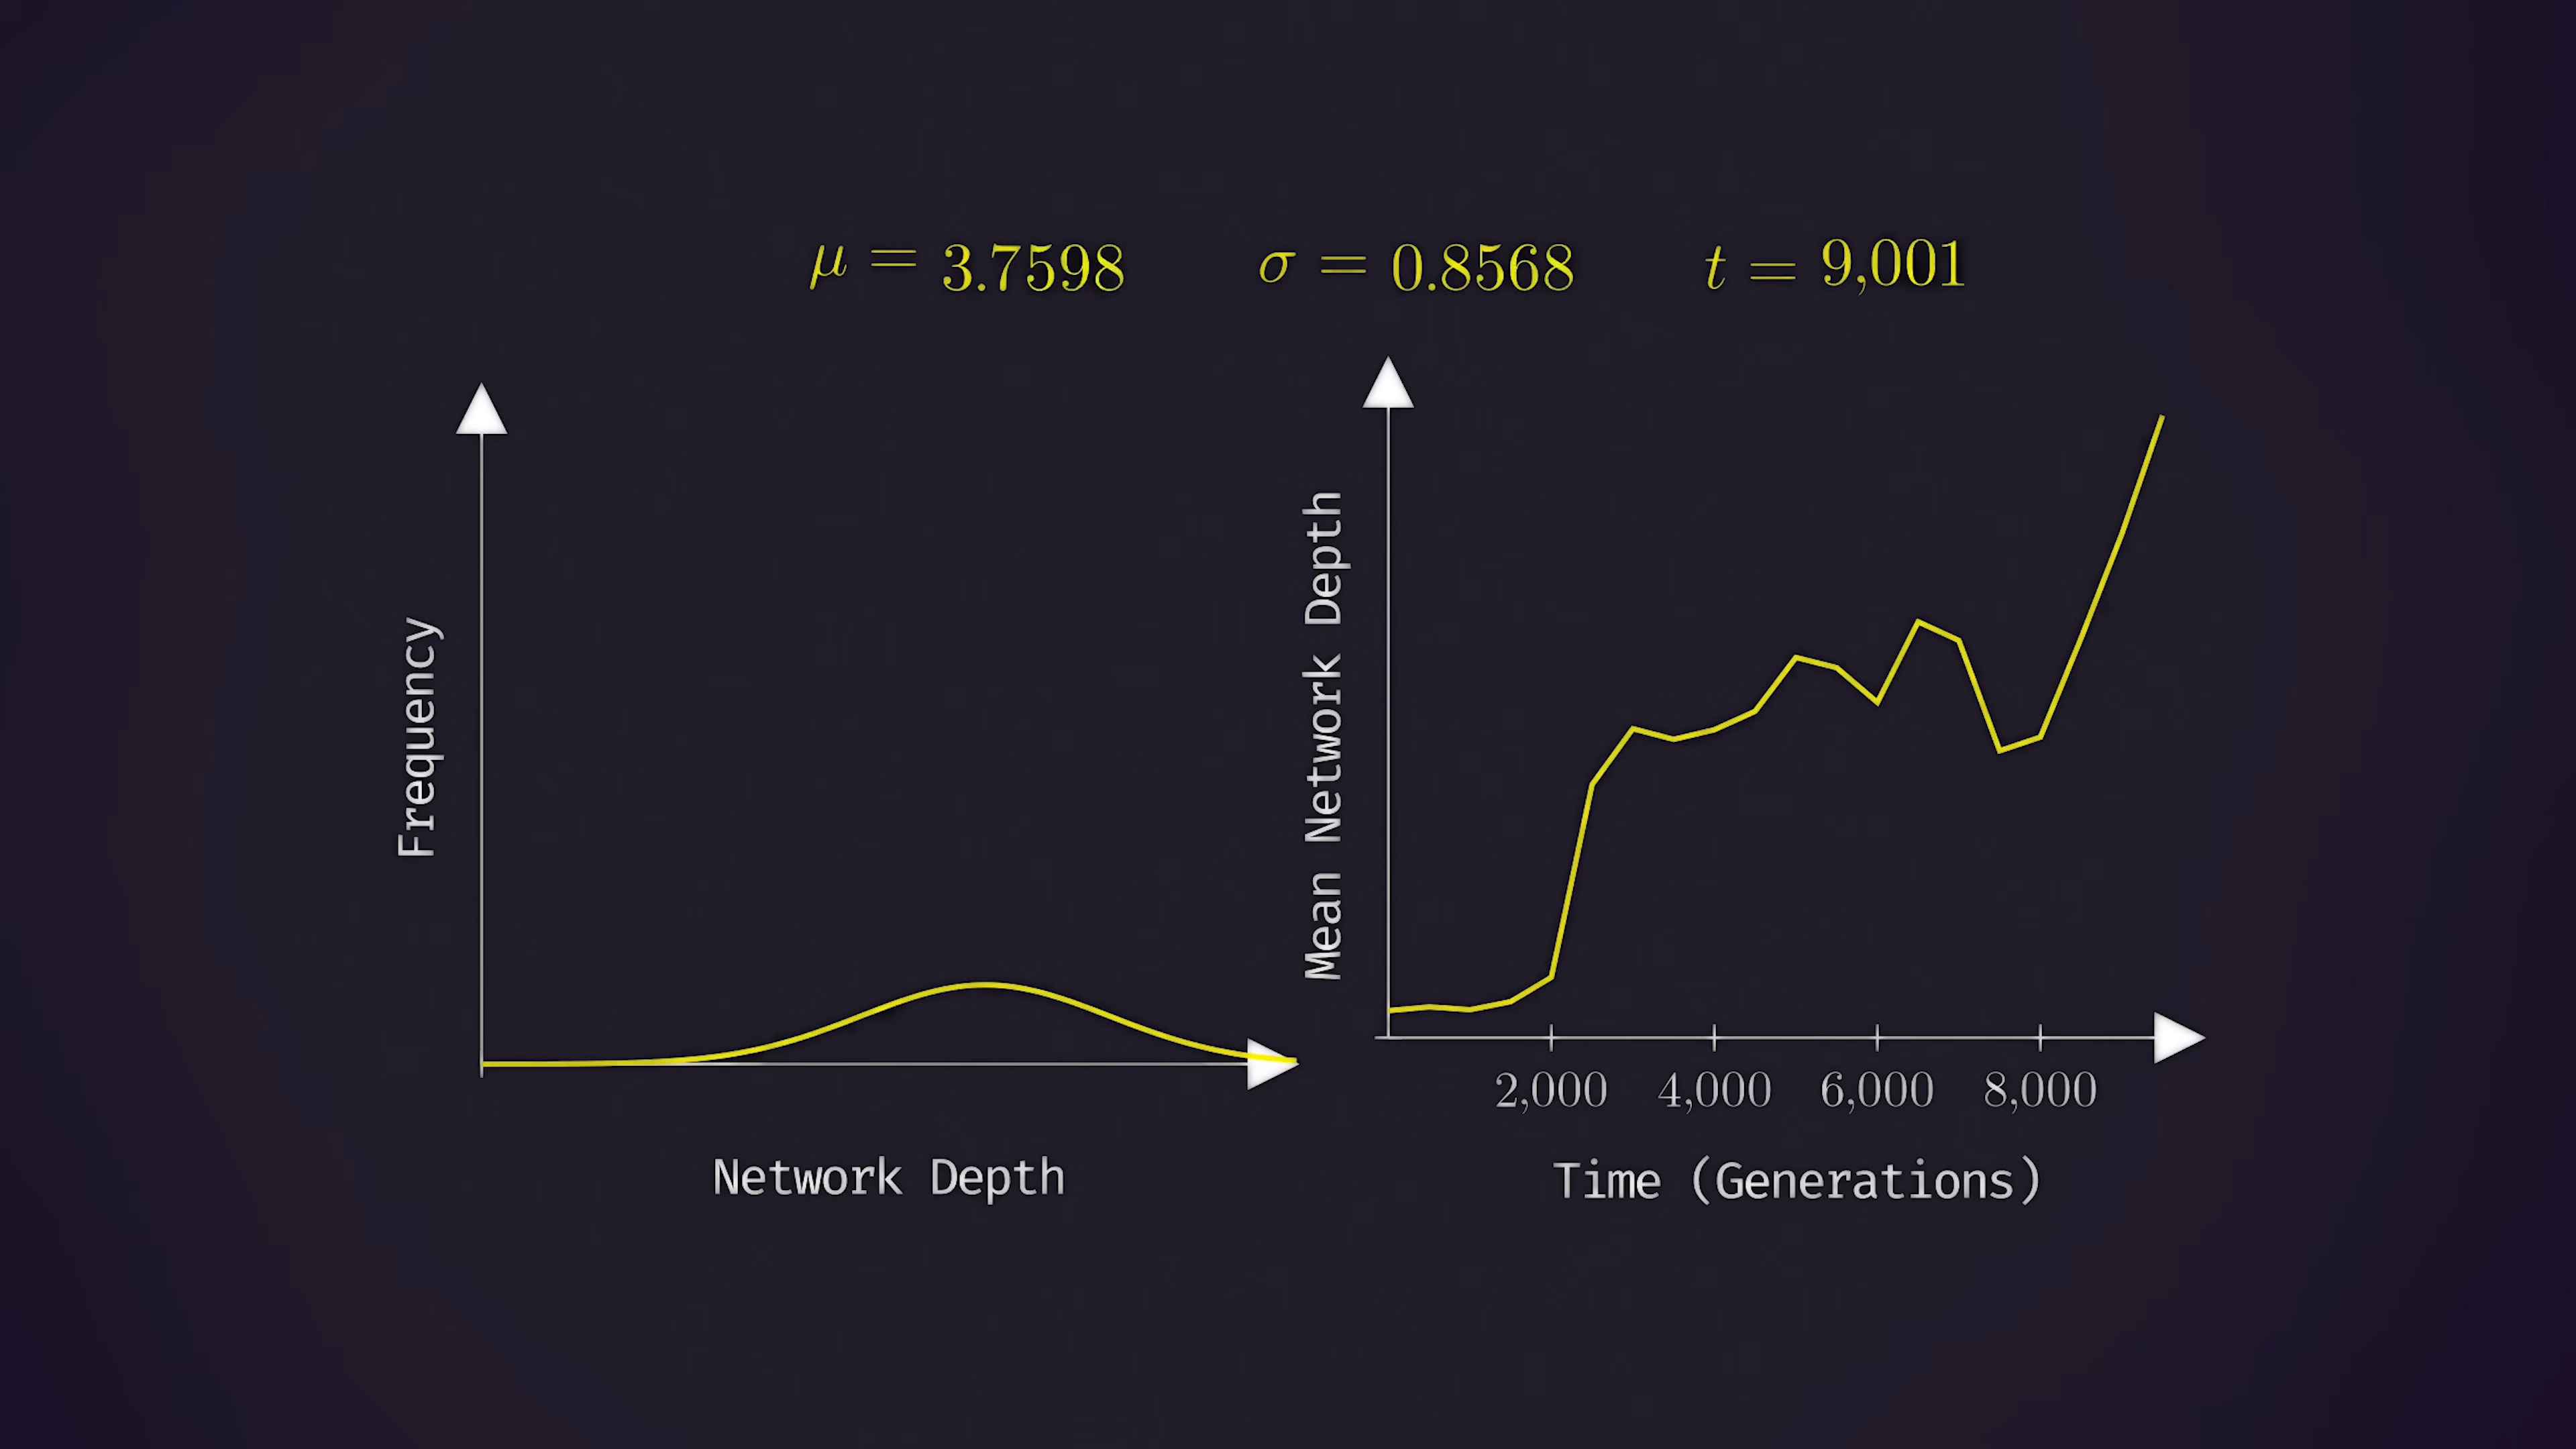 μ = 3.7598
σ = 0.8568
t = 9,001
Frequency
Network Depth
Mean Network Depth
2,000
4,000
6,000
8,000
Time (Generations)